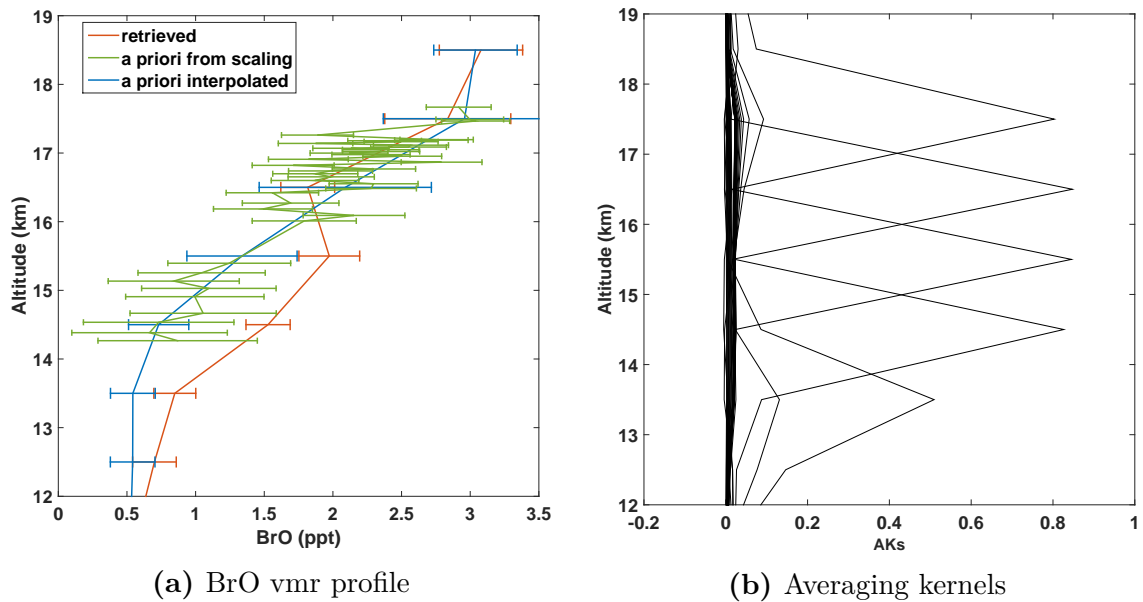 retrieved
a priori from scaling
a priori interpolated
19
18
17
16
15
14
13
12
Altitude (km)
0 0.5 1 1.5 2 2.5 3 3.5
BrO (ppt)
(a) BrO vmr profile
19
18
17
16
15
14
13
12
Altitude (km)
-0.2 0 0.2 0.4 0.6 0.8 1
AKs
(b) Averaging kernels